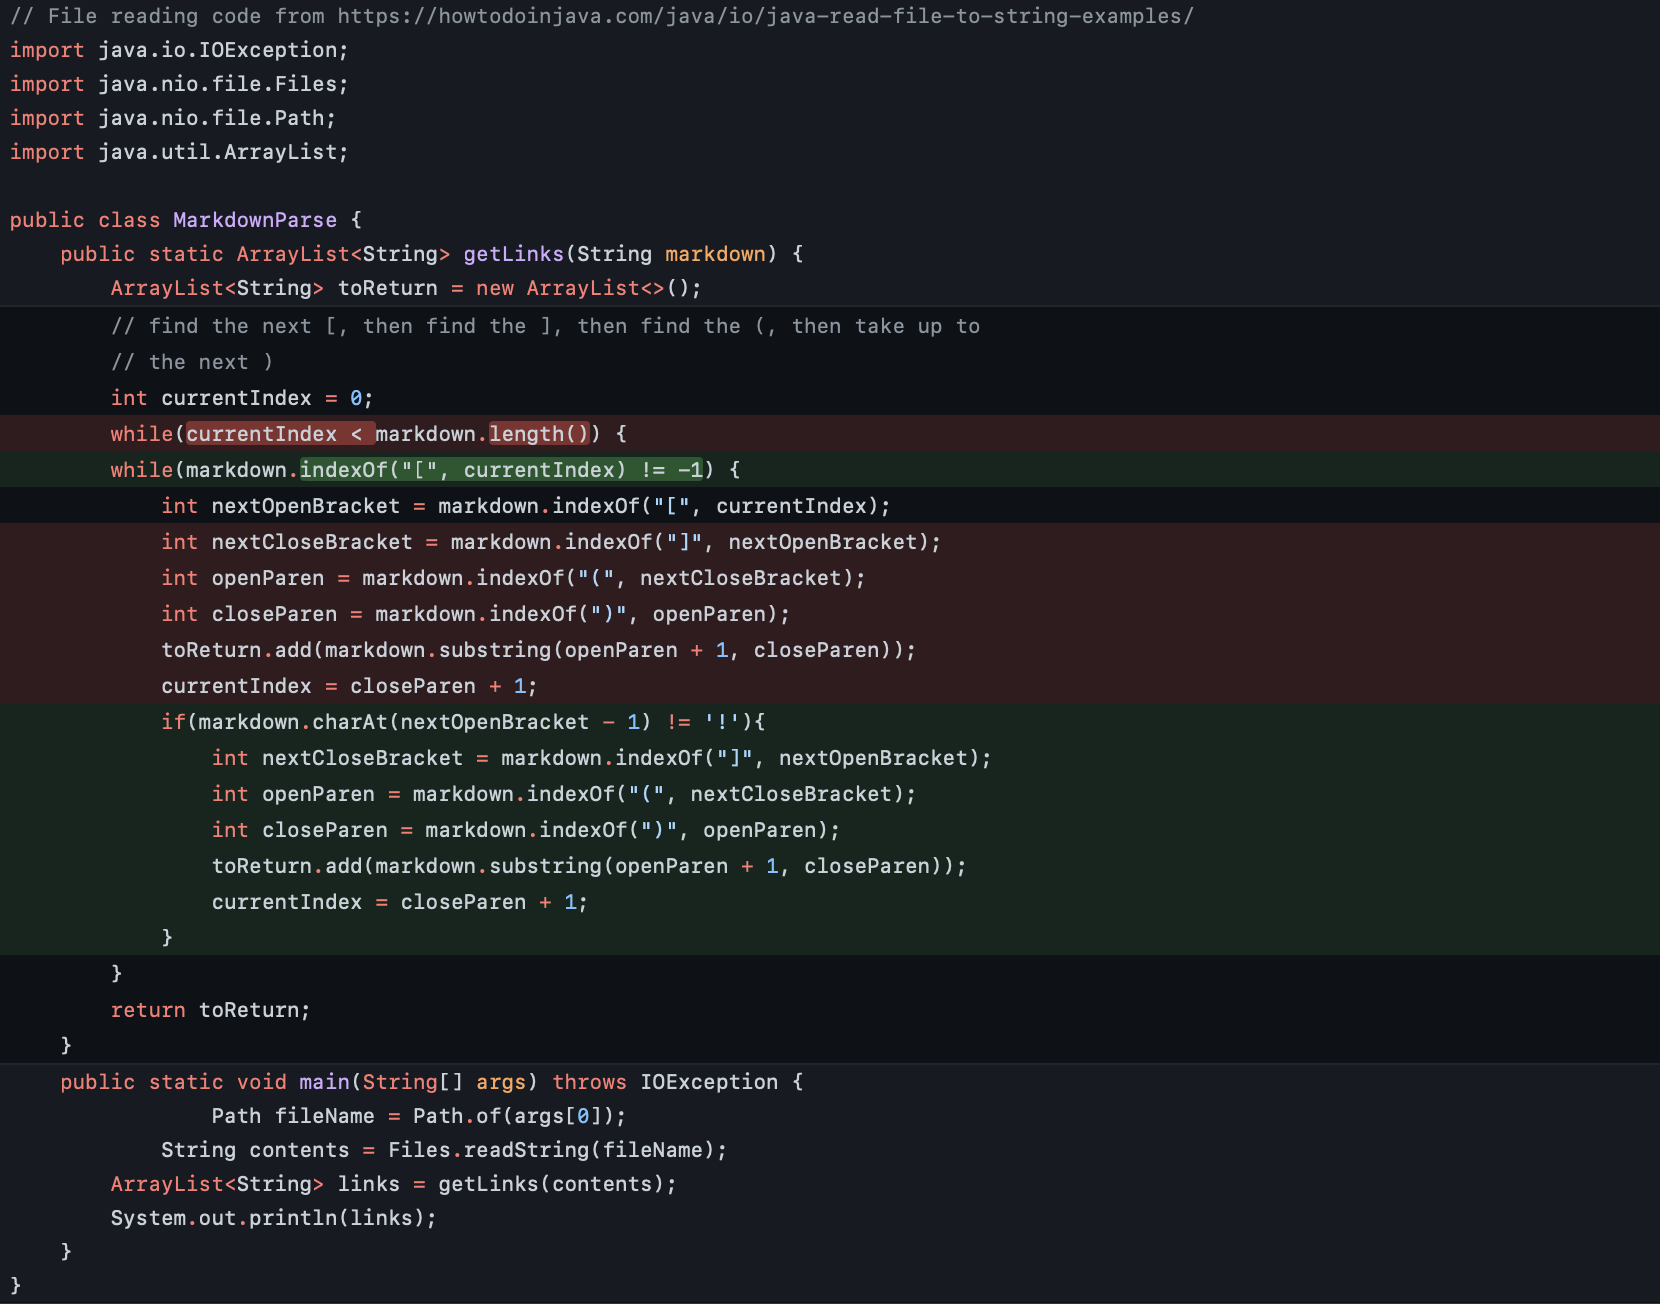 // File reading code from https://howtodoinjava.com/java/io/java-read-file-to-string-examples/
import java.io.IOException;
import java.nio.file.Files;
import java.nio.file.Path;
import java.util.ArrayList;

public class MarkdownParse {
    public static ArrayList<String> getLinks(String markdown) {
        ArrayList<String> toReturn = new ArrayList<>();
        // find the next [, then find the ], then find the (, then take up to
        // the next )
        int currentIndex = 0;
        while(currentIndex < markdown.length()) {
        while(markdown.indexOf("[", currentIndex) != -1) {
            int nextOpenBracket = markdown.indexOf("[", currentIndex);
            int nextCloseBracket = markdown.indexOf("]", nextOpenBracket);
            int openParen = markdown.indexOf("(", nextCloseBracket);
            int closeParen = markdown.indexOf(")", openParen);
            toReturn.add(markdown.substring(openParen + 1, closeParen));
            currentIndex = closeParen + 1;
            if(markdown.charAt(nextOpenBracket - 1) != '!'){
                int nextCloseBracket = markdown.indexOf("]", nextOpenBracket);
                int openParen = markdown.indexOf("(", nextCloseBracket);
                int closeParen = markdown.indexOf(")", openParen);
                toReturn.add(markdown.substring(openParen + 1, closeParen));
                currentIndex = closeParen + 1;
            }
        }
        return toReturn;
    }
    public static void main(String[] args) throws IOException {
                Path fileName = Path.of(args[0]);
            String contents = Files.readString(fileName);
        ArrayList<String> links = getLinks(contents);
        System.out.println(links);
    }
}